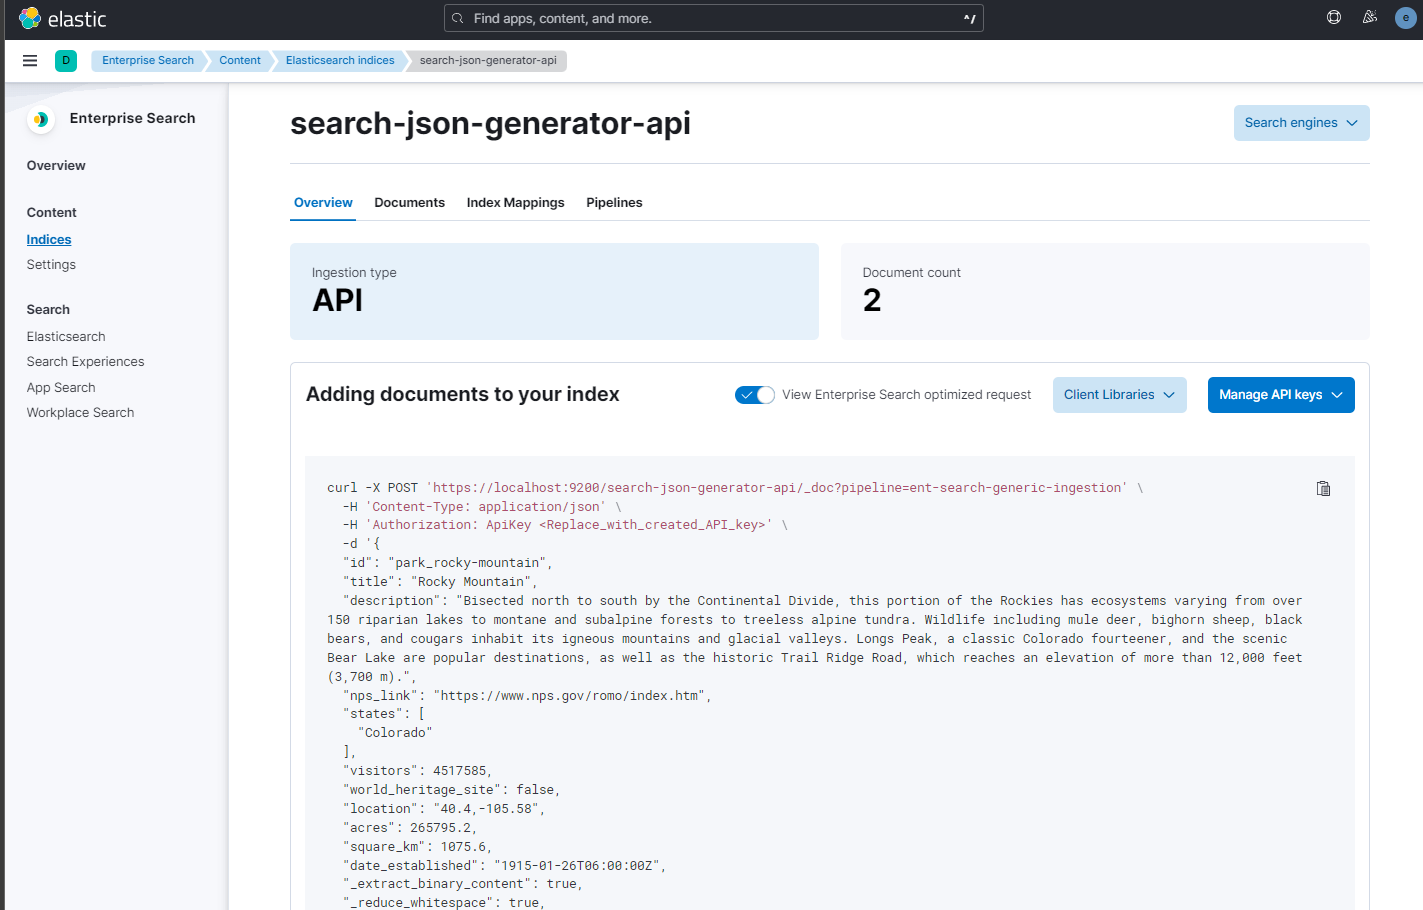 elastic
Find apps, content, and more.
^/
e
D
Enterprise Search
Content
Elasticsearch indices
search-json-generator-api
Enterprise Search
Overview
Content
Indices
Settings
Search
Elasticsearch
Search Experiences
App Search
Workplace Search
search-json-generator-api
Search engines
Overview
Documents
Index Mappings
Pipelines
Ingestion type
API
Document count
2
Adding documents to your index
View Enterprise Search optimized request
Client Libraries
Manage API keys
curl -X POST 'https://localhost:9200/search-json-generator-api/_doc?pipeline=ent-search-generic-ingestion' \
-H 'Content-Type: application/json' \
-H 'Authorization: ApiKey <Replace_with_created_API_key>' \
-d '{
"id": "park_rocky-mountain",
"title": "Rocky Mountain",
"description": "Bisected north to south by the Continental Divide, this portion of the Rockies has ecosystems varying from over
150 riparian lakes to montane and subalpine forests to treeless alpine tundra. Wildlife including mule deer, bighorn sheep, black
bears, and cougars inhabit its igneous mountains and glacial valleys. Longs Peak, a classic Colorado fourteener, and the scenic
Bear Lake are popular destinations, as well as the historic Trail Ridge Road, which reaches an elevation of more than 12,000 feet
(3,700 m).",
"nps_link": "https://www.nps.gov/romo/index.htm",
"states": [
"Colorado"
],
"visitors": 4517585,
"world_heritage_site": false,
"location": "40.4,-105.58",
"acres": 265795.2,
"square_km": 1075.6,
"date_established": "1915-01-26T06:00:00Z",
"_extract_binary_content": true,
"_reduce_whitespace": true,